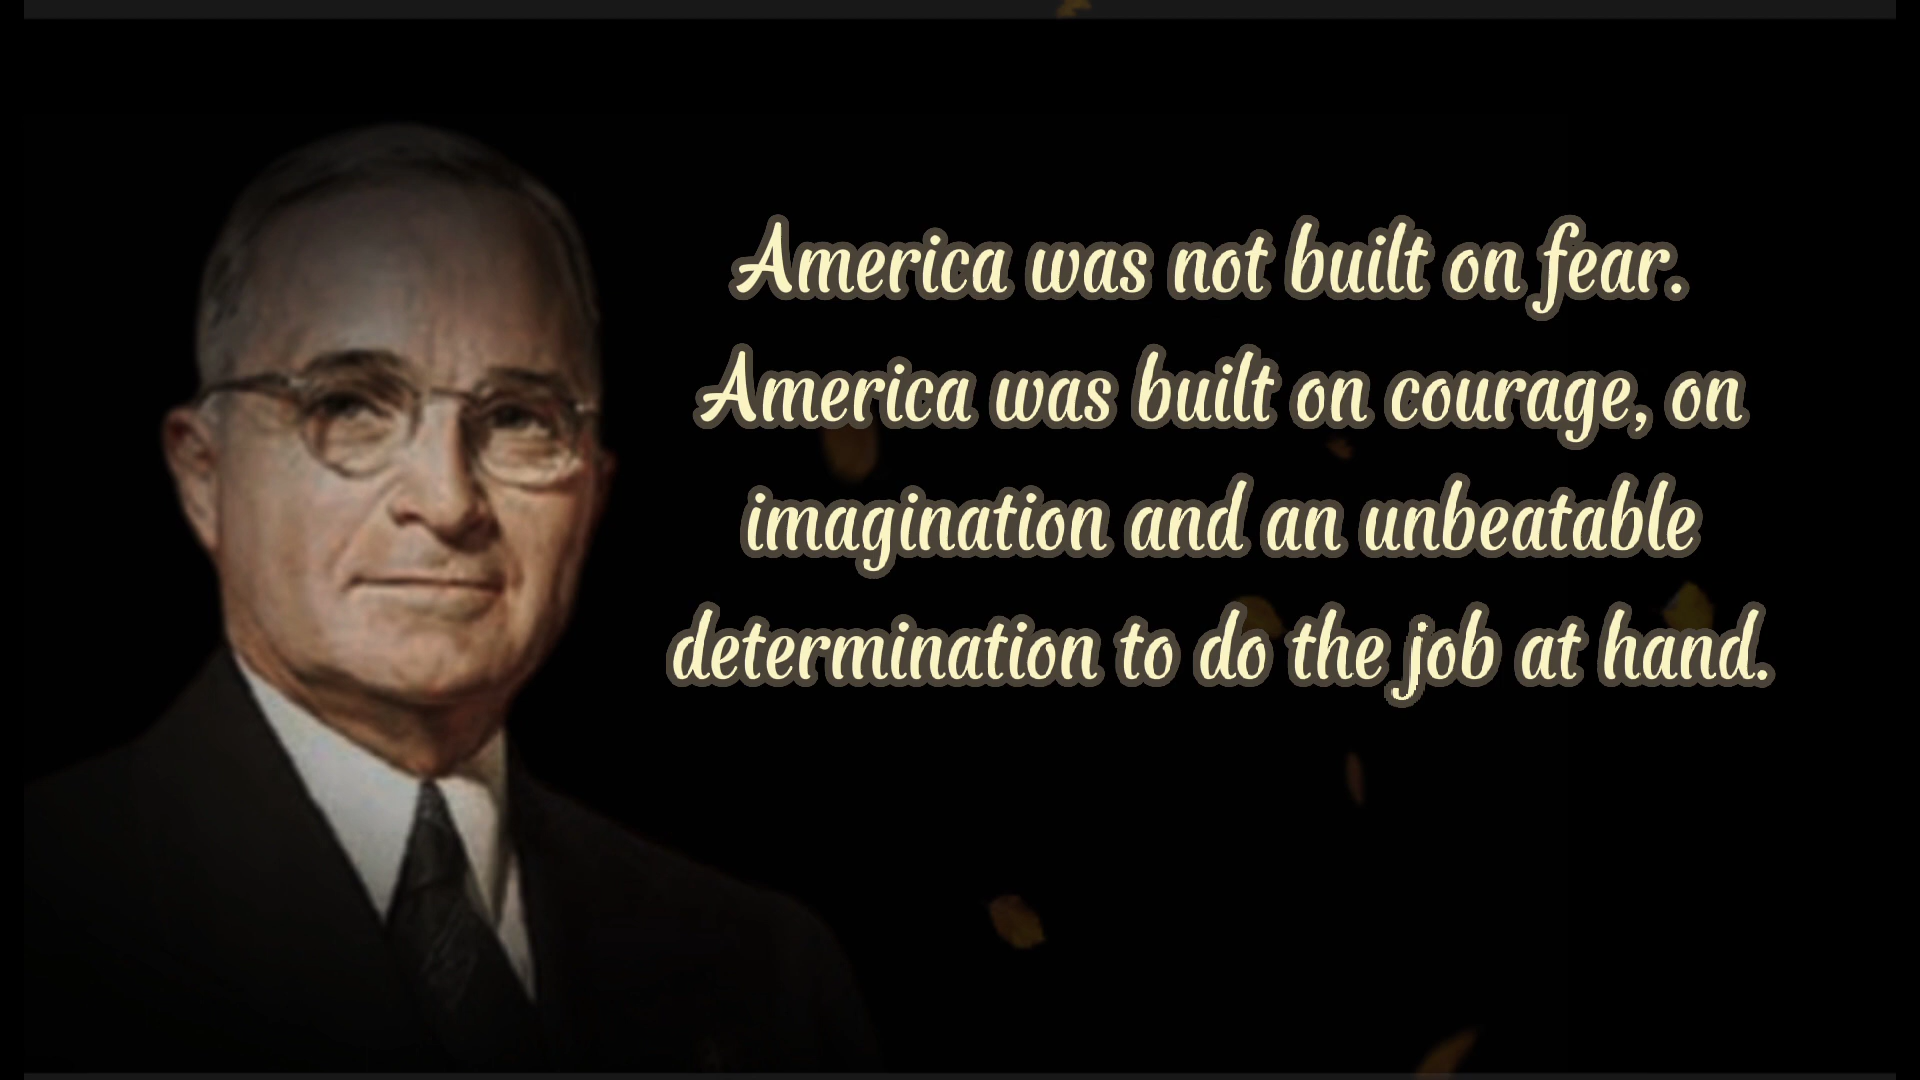 America was not built on fear.
America was built on courage, on
imagination and an unbeatable
determination to do the job at hand.